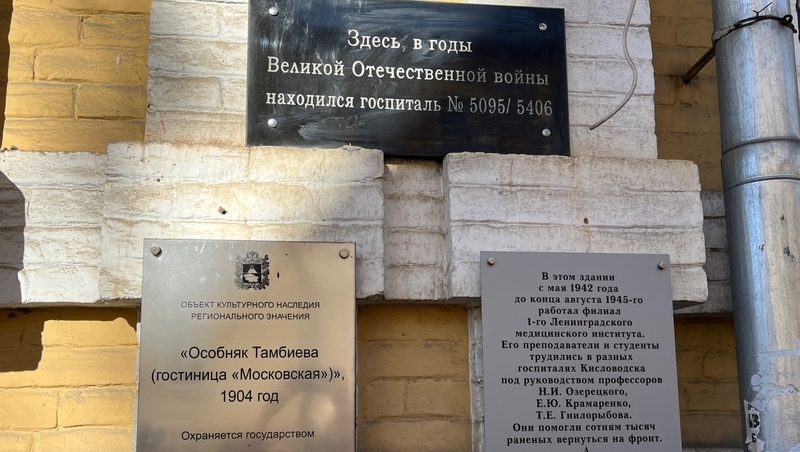 Здесь, в годы
Великой Отечественной войны
находился госпиталь № 5095/ 5406
ОБЪЕКТ КУЛЬТУРНОГО НАСЛЕДИЯ
РЕГИОНАЛЬНОГО ЗНАЧЕНИЯ
«Особняк Тамбиева
(гостиница «Московская»)»,
1904 год
Охраняется государством
В этом здании
с мая 1942 года
до конца августа 1945-го
работал филиал
1-го Ленинградского
медицинского института.
Его преподаватели и студенты
трудились в разных
госпиталях Кисловодска
под руководством профессоров
Н.И. Озерецкого,
Е.Ю. Крамаренко,
Т.Е. Гнилорыбова.
Они помогли сотням тысяч
раненых вернуться на фронт.